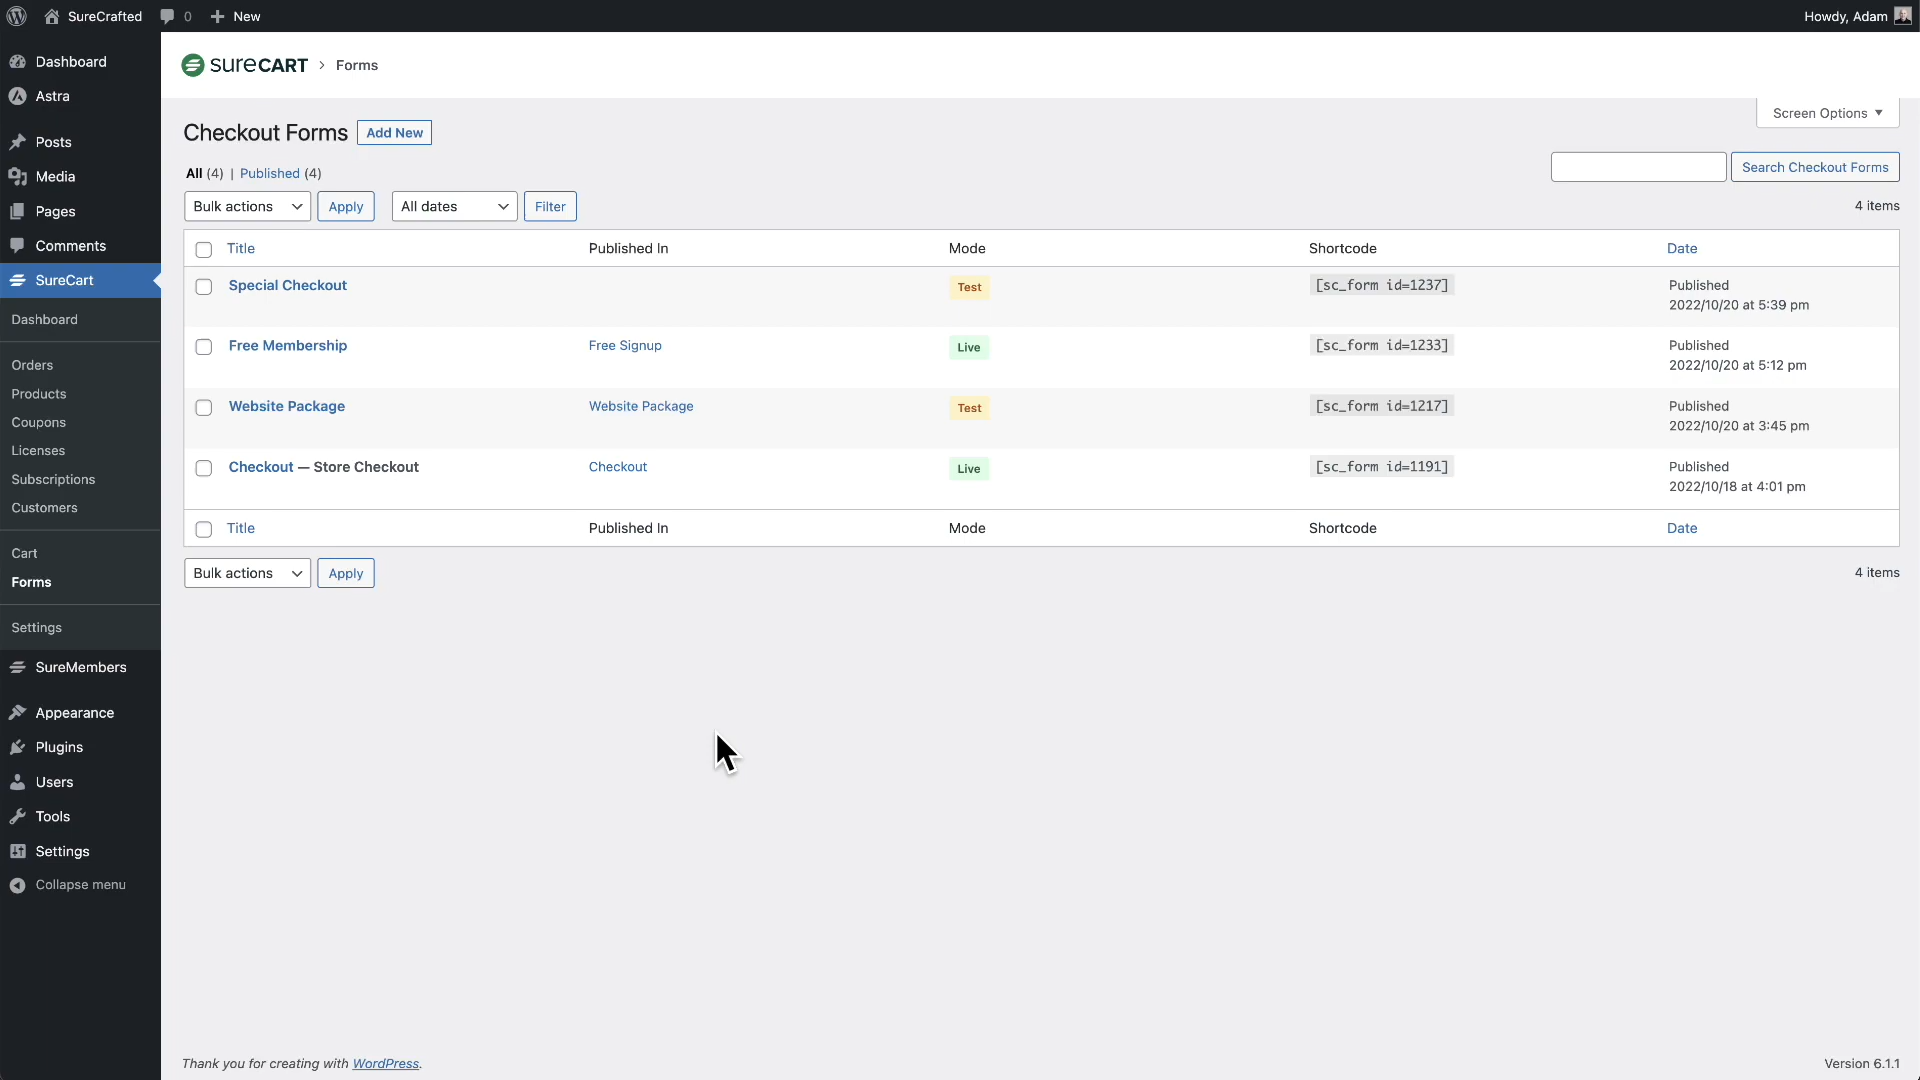 SureCrafted 0 New Howdy, Adam
Dashboard
Astra
Posts
Media
Pages
Comments
SureCart
Dashboard
Orders
Products
Coupons
Licenses
Subscriptions
Customers
Cart
Forms
Settings
SureMembers
Appearance
Plugins
Users
Tools
Settings
Collapse menu
SURECART > Forms
Screen Options ▼
Checkout Forms Add New
All (4) | Published (4)
Search Checkout Forms
Bulk actions Apply All dates Filter 4 items
Title Published In Mode Shortcode Date
Special Checkout Test [sc_form id=1237] Published
2022/10/20 at 5:39 pm
Free Membership Free Signup Live [sc_form id=1233] Published
2022/10/20 at 5:12 pm
Website Package Website Package Test [sc_form id=1217] Published
2022/10/20 at 3:45 pm
Checkout — Store Checkout Checkout Live [sc_form id=1191] Published
2022/10/18 at 4:01 pm
Title Published In Mode Shortcode Date
Bulk actions Apply 4 items
Thank you for creating with WordPress. Version 6.1.1